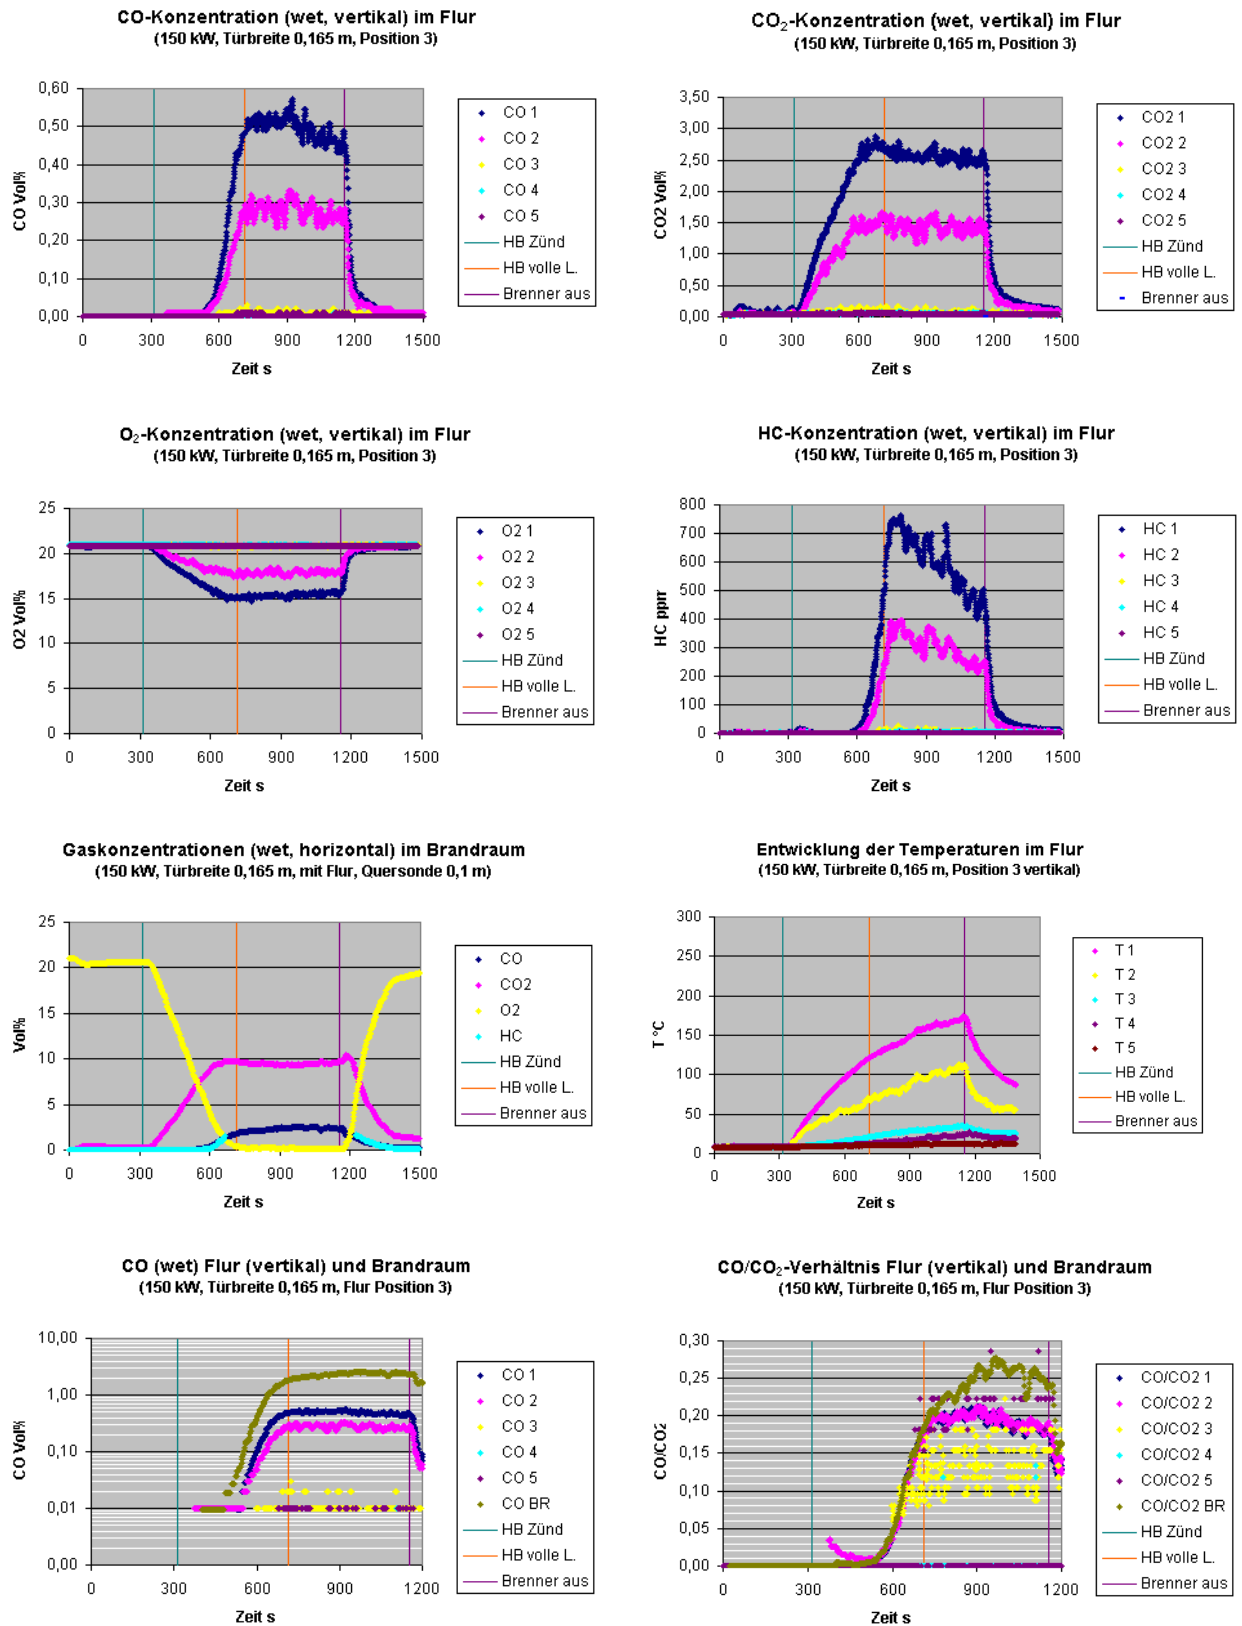 CO-Konzentration (wet, vertikal) im Flur
(150 kW, Türbreite 0,165 m, Position 3)
0,60
0,50
0,40
0,30
0,20
0,10
0,00
CO Vol%
0 300 600 900 1200 1500
Zeit s
CO 1
CO 2
CO 3
CO 4
CO 5
HB Zünd
HB volle L.
Brenner aus
CO₂-Konzentration (wet, vertikal) im Flur
(150 kW, Türbreite 0,165 m, Position 3)
3,50
3,00
2,50
2,00
1,50
1,00
0,50
0,00
CO2 Vol%
0 300 600 900 1200 1500
Zeit s
CO2 1
CO2 2
CO2 3
CO2 4
CO2 5
HB Zünd
HB volle L.
Brenner aus
O₂-Konzentration (wet, vertikal) im Flur
(150 kW, Türbreite 0,165 m, Position 3)
25
20
15
10
5
0
O2 Vol%
0 300 600 900 1200 1500
Zeit s
O2 1
O2 2
O2 3
O2 4
O2 5
HB Zünd
HB volle L.
Brenner aus
HC-Konzentration (wet, vertikal) im Flur
(150 kW, Türbreite 0,165 m, Position 3)
800
700
600
500
400
300
200
100
0
HC
0 300 600 900 1200 1500
Zeit s
HC 1
HC 2
HC 3
HC 4
HC 5
HB Zünd
HB volle L.
Brenner aus
Gaskonzentrationen (wet, horizontal) im Brandraum
(150 kW, Türbreite 0,165 m, mit Flur, Quersonde 0,1 m)
25
20
15
10
5
0
Vol%
0 300 600 900 1200 1500
Zeit s
CO
CO2
O2
HC
HB Zünd
HB volle L.
Brenner aus
Entwicklung der Temperaturen im Flur
(150 kW, Türbreite 0,165 m, Position 3 vertikal)
300
250
200
150
100
50
0
T °C
0 300 600 900 1200 1500
Zeit s
T 1
T 2
T 3
T 4
T 5
HB Zünd
HB volle L.
Brenner aus
CO (wet) Flur (vertikal) und Brandraum
(150 kW, Türbreite 0,165 m, Flur Position 3)
10,00
1,00
0,10
0,01
0,00
CO Vol%
0 300 600 900 1200
Zeit s
CO 1
CO 2
CO 3
CO 4
CO 5
CO BR
HB Zünd
HB volle L.
Brenner aus
CO/CO₂-Verhältnis Flur (vertikal) und Brandraum
(150 kW, Türbreite 0,165 m, Flur Position 3)
0,30
0,25
0,20
0,15
0,10
0,05
0,00
CO/CO2
0 300 600 900 1200
Zeit s
CO/CO2 1
CO/CO2 2
CO/CO2 3
CO/CO2 4
CO/CO2 5
CO/CO2 BR
HB Zünd
HB volle L.
Brenner aus